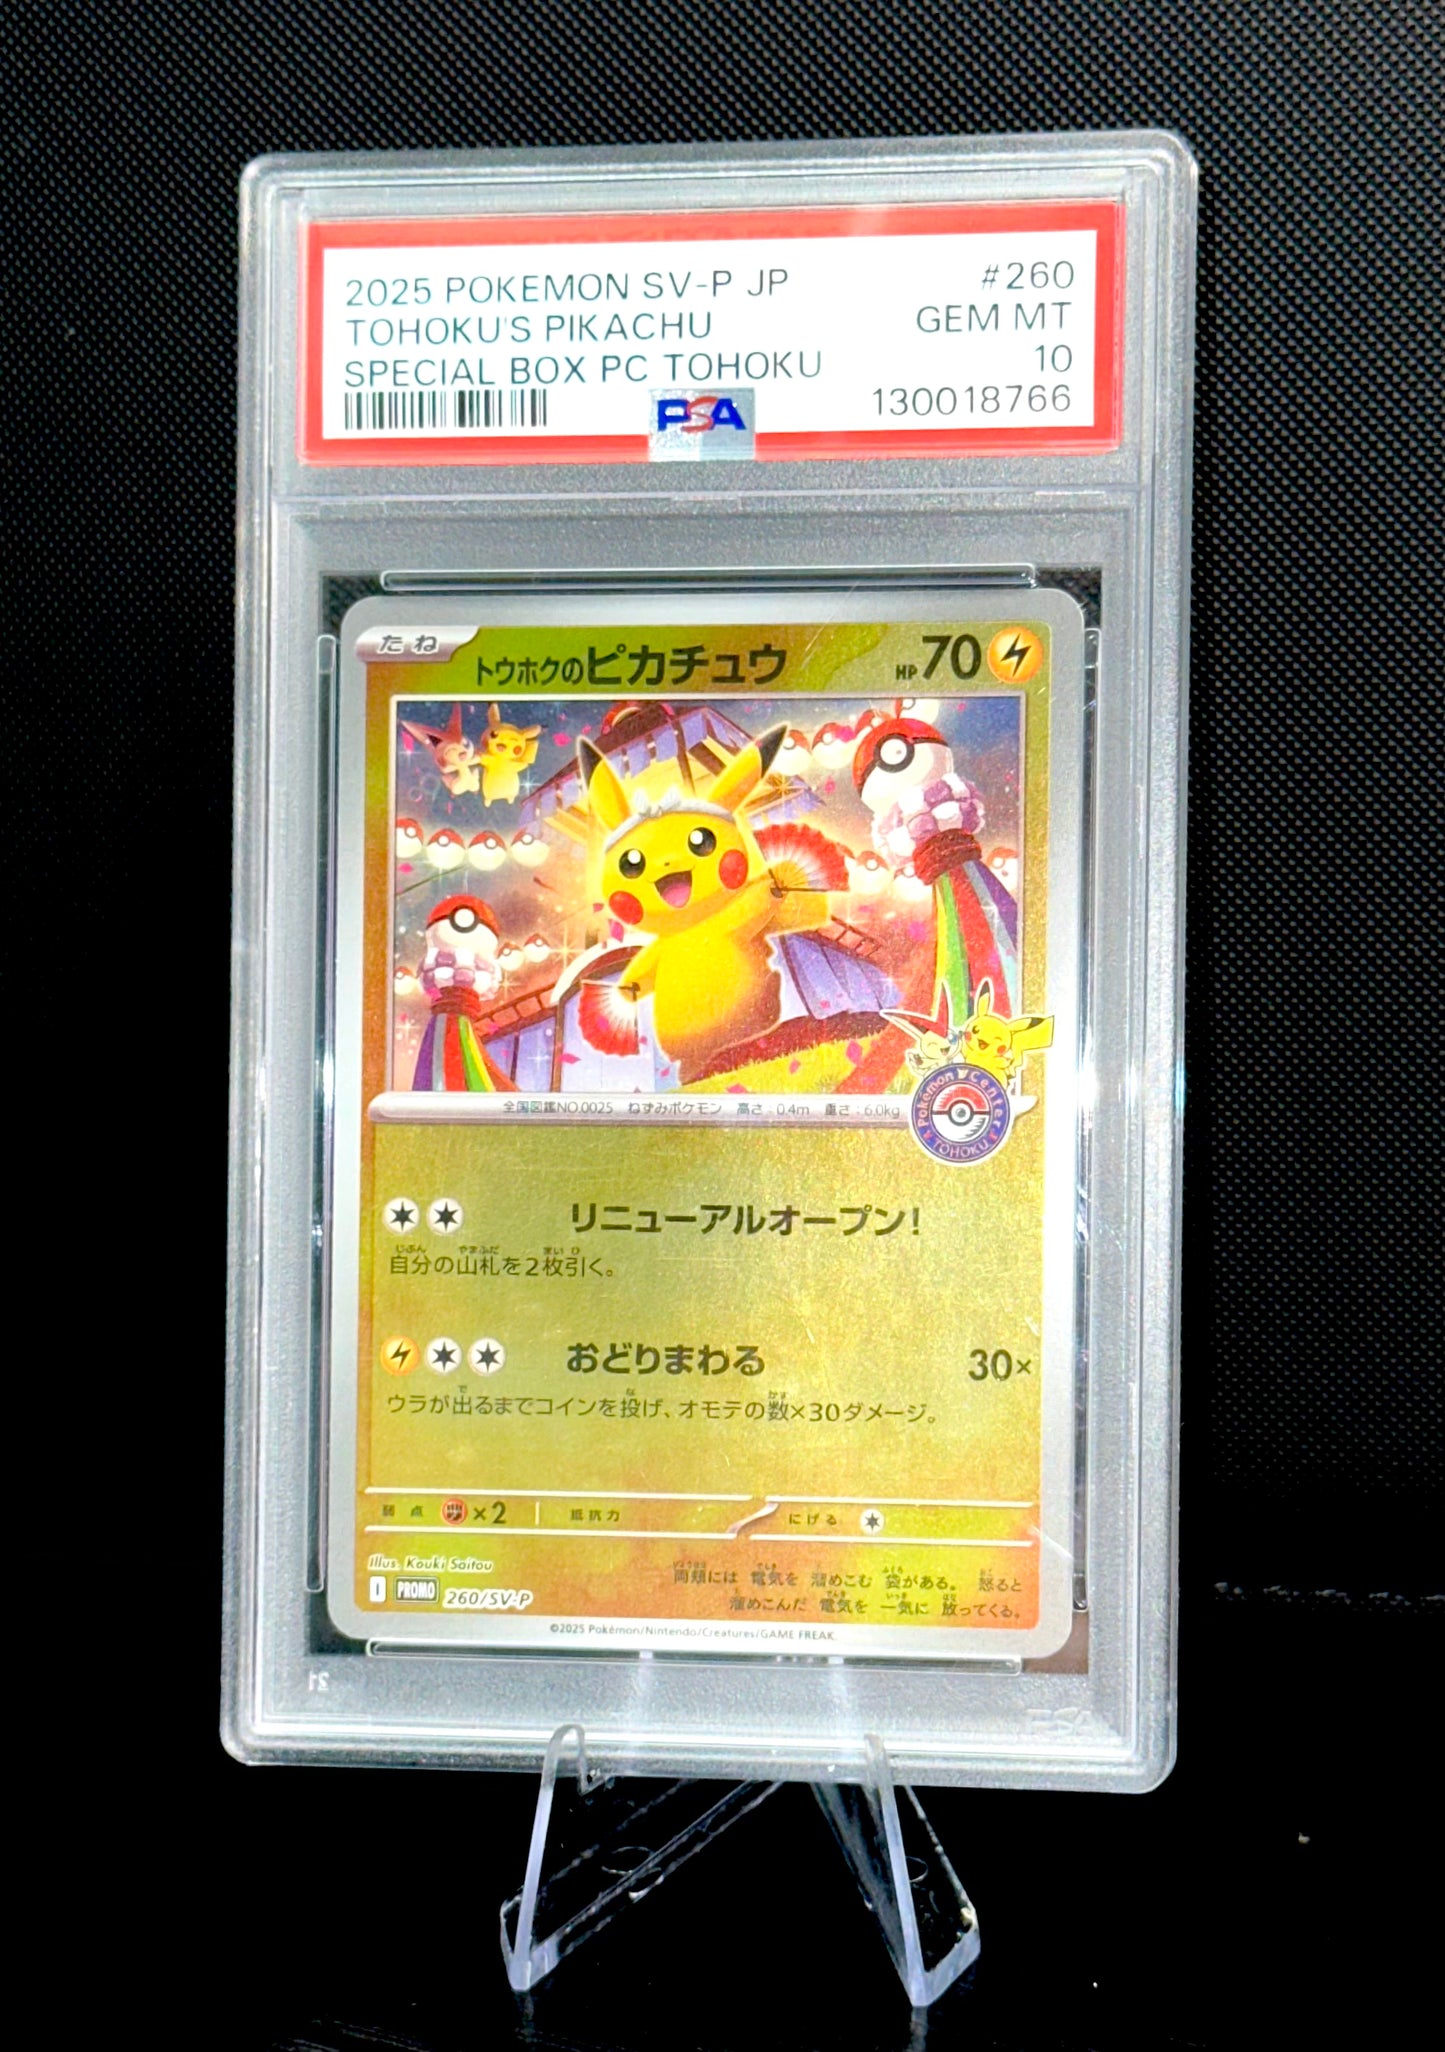 2025 POKEMON SV-P JP #260
TOHOKU'S PIKACHU GEM MT
SPECIAL BOX PC TOHOKU 10
PSA 130018766
たね トウホクのピカチュウ HP70
全国図鑑NO.0025 ねずみポケモン 高さ:0.4m 重さ:6.0kg
Pokémon Center
TOHOKU
リニューアルオープン!
自分の山札を2枚引く。
おどりまわる 30×
ウラが出るまでコインを投げ、オモテの数×30ダメージ。
弱点 ×2 抵抗力 にげる
Illus. Kouki Saitou
両頬には 電気を 溜めこむ 袋がある。 怒ると
I PROMO 260/SV-P
溜めこんだ 電気を 一気に 放ってくる。
©2025 Pokémon/Nintendo/Creatures/GAME FREAK
PSA